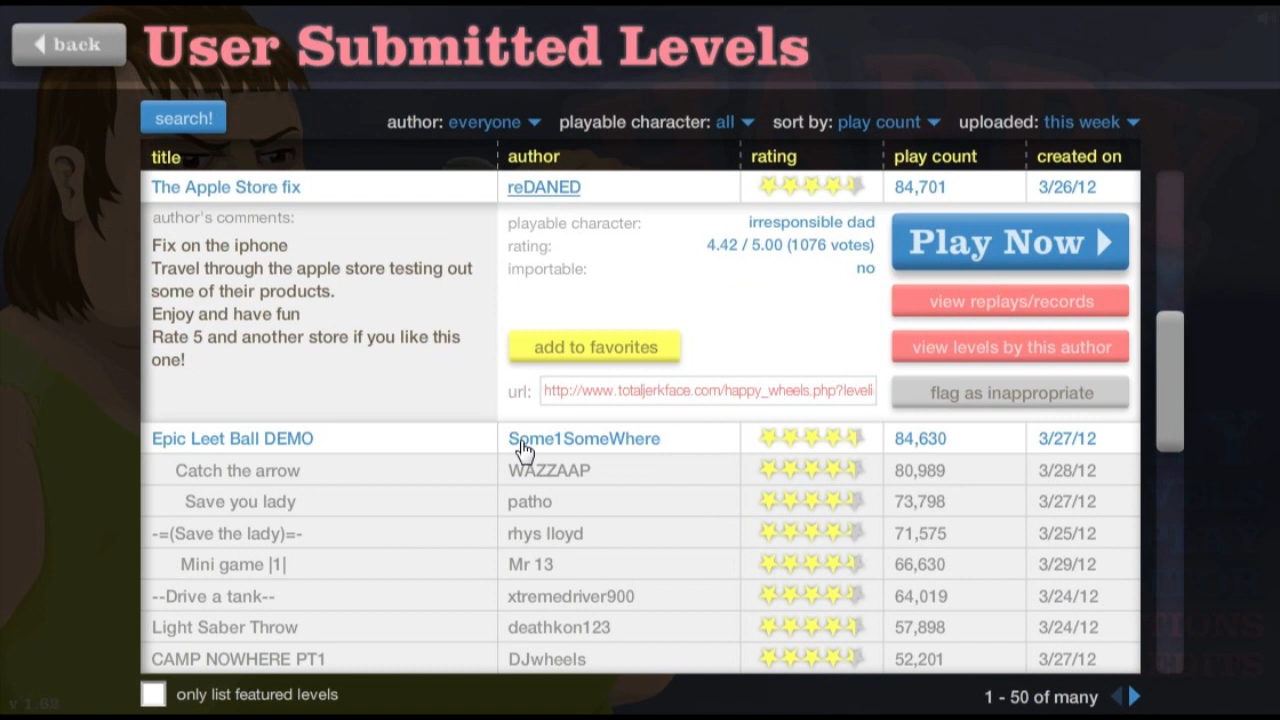 back
User Submitted Levels
search!
author: everyone playable character: all sort by: play count uploaded: this week
title author rating play count created on
The Apple Store fix reDANED 84,701 3/26/12
author's comments:
Fix on the iphone
Travel through the apple store testing out
some of their products.
Enjoy and have fun
Rate 5 and another store if you like this
one!
playable character: irresponsible dad
rating: 4.42 / 5.00 (1076 votes)
importable: no
add to favorites
url: http://www.totaljerkface.com/happy_wheels.php?leveli
Play Now
view replays/records
view levels by this author
flag as inappropriate
Epic Leet Ball DEMO Some1SomeWhere 84,630 3/27/12
Catch the arrow WAZZAAP 80,989 3/28/12
Save you lady patho 73,798 3/27/12
-=(Save the lady)=- rhys lloyd 71,575 3/25/12
Mini game |1| Mr 13 66,630 3/29/12
--Drive a tank-- xtremedriver900 64,019 3/24/12
Light Saber Throw deathkon123 57,898 3/24/12
CAMP NOWHERE PT1 DJwheels 52,201 3/27/12
only list featured levels
1 - 50 of many
v 1.62